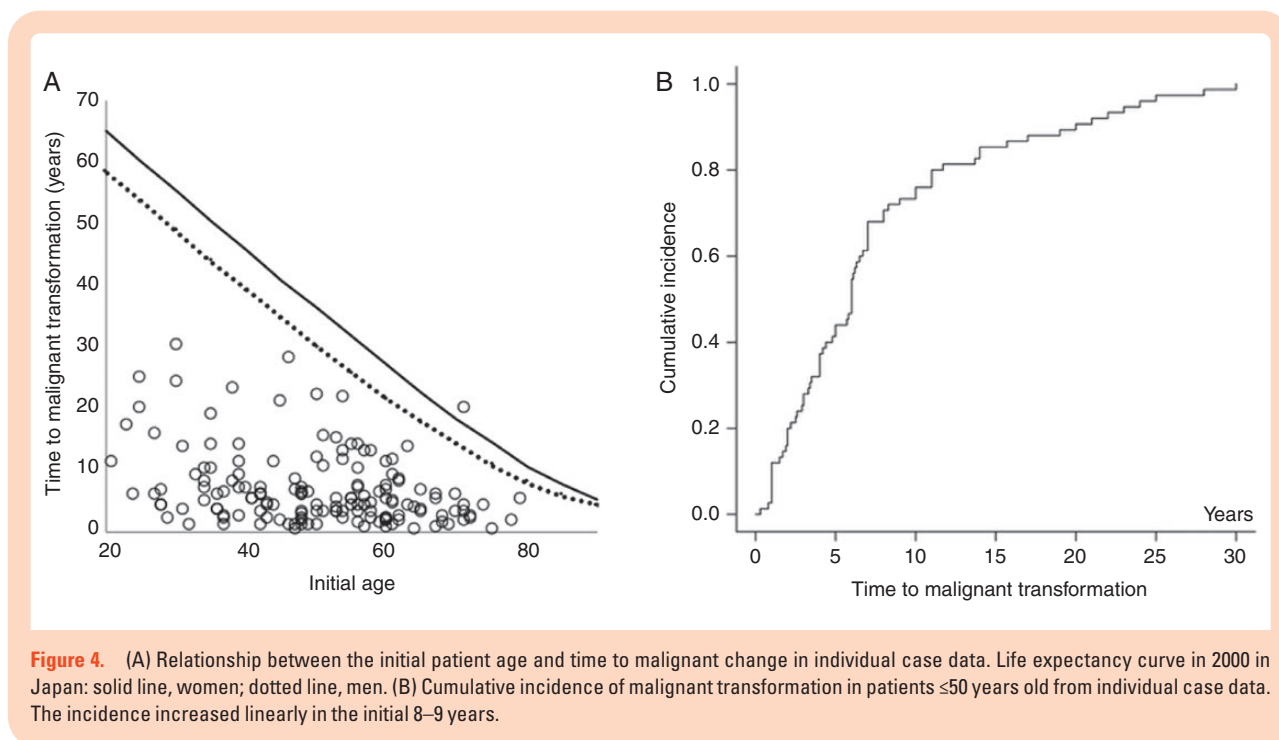 A
70
60
50
40
30
20
10
0
Time to malignant transformation (years)
20 40 60 80
Initial age
B
1.0
0.8
0.6
0.4
0.2
0.0
Cumulative incidence
Years
0 5 10 15 20 25 30
Time to malignant transformation
Figure 4. (A) Relationship between the initial patient age and time to malignant change in individual case data. Life expectancy curve in 2000 in
Japan: solid line, women; dotted line, men. (B) Cumulative incidence of malignant transformation in patients ≤50 years old from individual case data.
The incidence increased linearly in the initial 8–9 years.